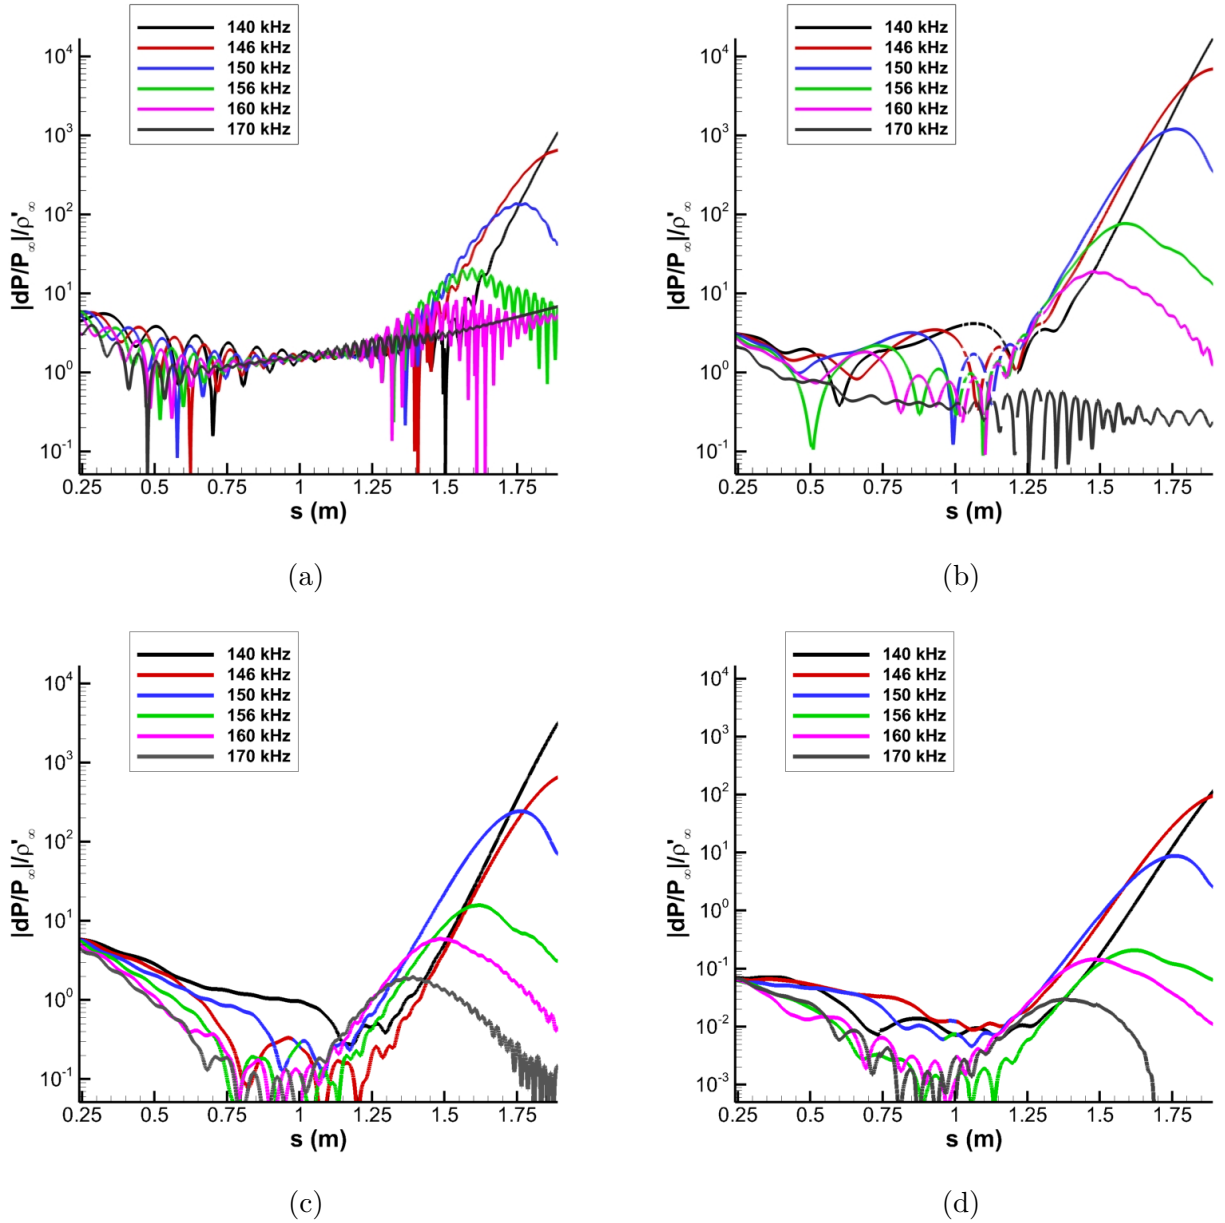 140 kHz
146 kHz
150 kHz
156 kHz
160 kHz
170 kHz
10⁴
10³
10²
10¹
10⁰
10⁻¹
|dP/P∞|/ρ'∞
0.25 0.5 0.75 1 1.25 1.5 1.75
s (m)
(a)
140 kHz
146 kHz
150 kHz
156 kHz
160 kHz
170 kHz
10⁴
10³
10²
10¹
10⁰
10⁻¹
|dP/P∞|/ρ'∞
0.25 0.5 0.75 1 1.25 1.5 1.75
s (m)
(b)
140 kHz
146 kHz
150 kHz
156 kHz
160 kHz
170 kHz
10⁴
10³
10²
10¹
10⁰
10⁻¹
|dP/P∞|/ρ'∞
0.25 0.5 0.75 1 1.25 1.5 1.75
s (m)
(c)
140 kHz
146 kHz
150 kHz
156 kHz
160 kHz
170 kHz
10⁴
10³
10²
10¹
10⁰
10⁻¹
10⁻²
10⁻³
|dP/P∞|/ρ'∞
0.25 0.5 0.75 1 1.25 1.5 1.75
s (m)
(d)